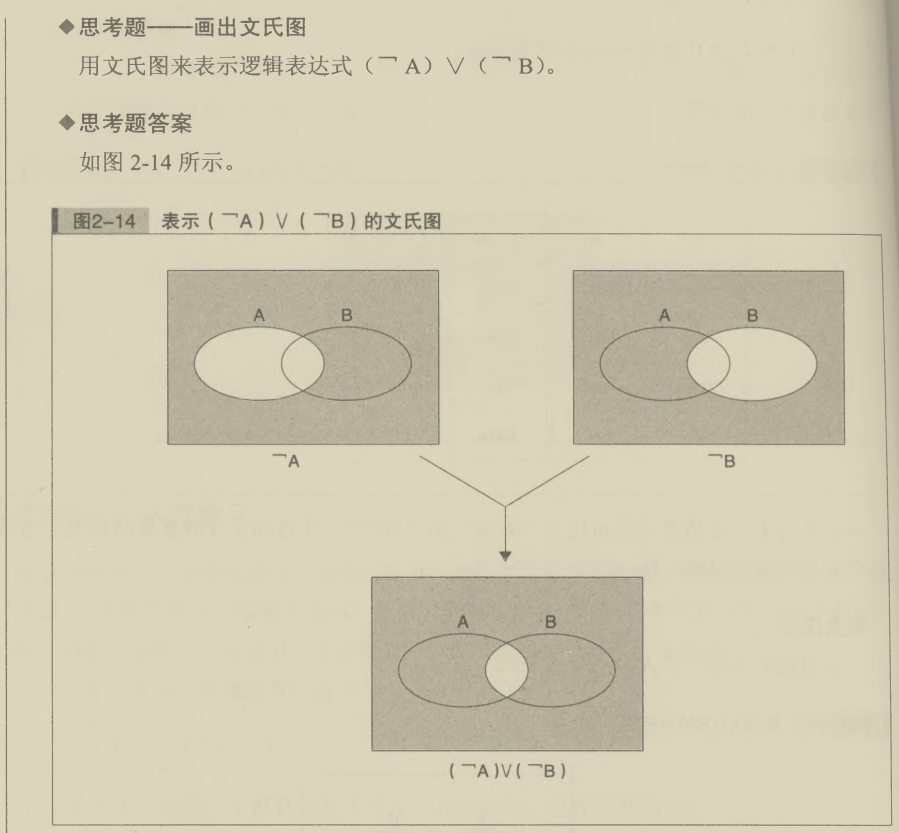 ◆思考题——画出文氏图
用文氏图来表示逻辑表达式（￢A）∨（￢B）。
◆思考题答案
如图 2-14 所示。
图2-14 表示（￢A）∨（￢B）的文氏图
A B
A B
￢A
￢B
A B
(￢A)∨(￢B)